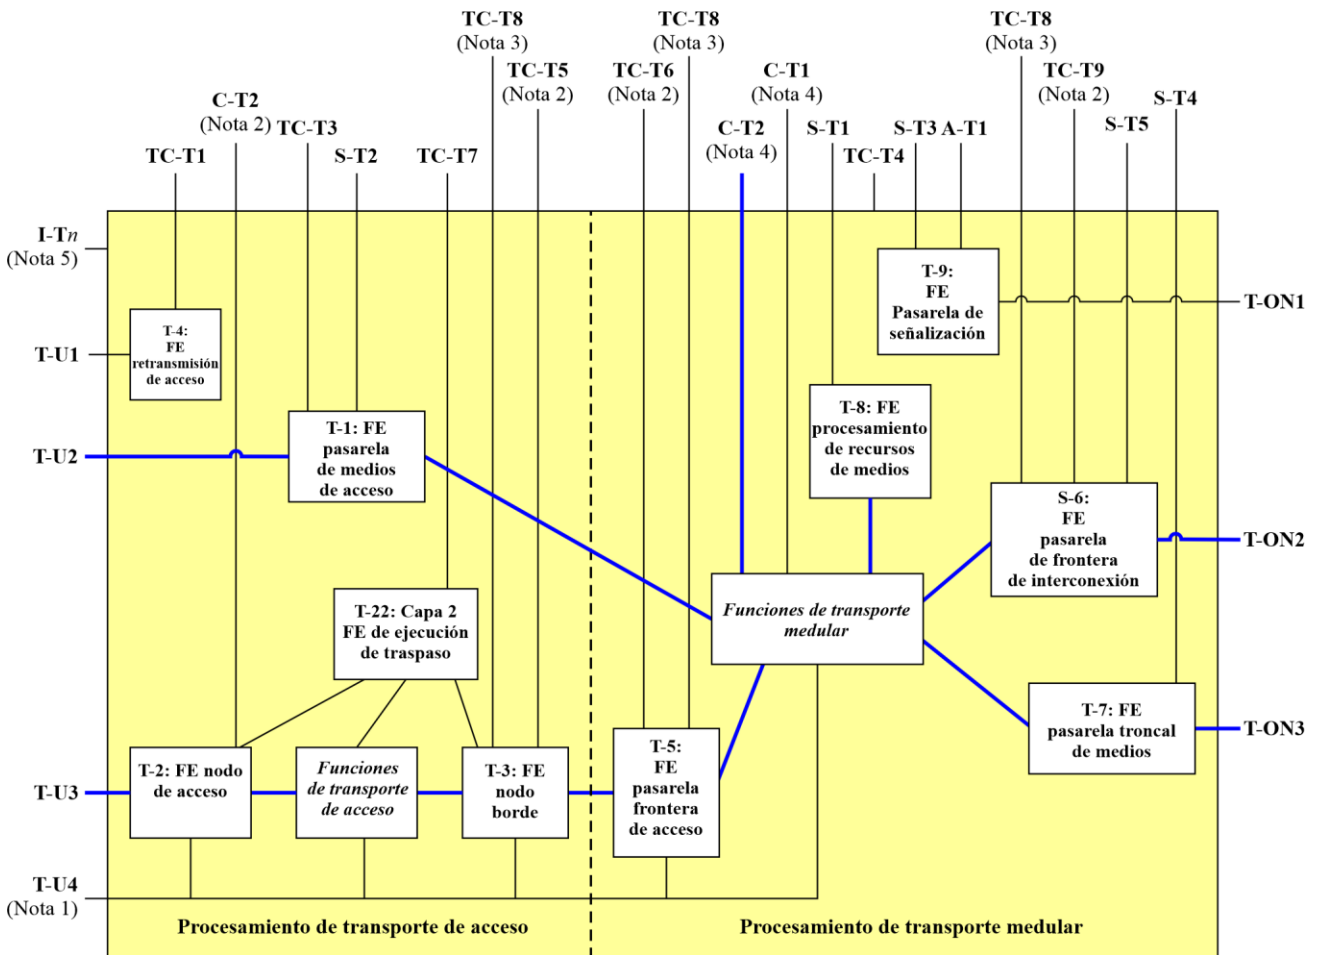 TC-T8
(Nota 3)
TC-T8
(Nota 3)
TC-T8
(Nota 3)
TC-T5
(Nota 2)
TC-T6
(Nota 2)
C-T1
(Nota 4)
TC-T9
(Nota 2)
S-T4
C-T2
(Nota 2)
TC-T3
C-T2
(Nota 4)
S-T1
S-T3
A-T1
S-T5
TC-T1
S-T2
TC-T7
TC-T4
I-Tn
(Nota 5)
T-9:
FE
Pasarela de
señalización
T-ON1
T-U1
T-4:
FE
retransmisión
de acceso
T-8: FE
procesamiento
de recursos
de medios
T-U2
T-1: FE
pasarela
de medios
de acceso
S-6:
FE
pasarela
de frontera
de interconexión
T-ON2
T-22: Capa 2
FE de ejecución
de traspaso
Funciones de transporte
medular
T-7: FE
pasarela troncal
de medios
T-ON3
T-U3
T-2: FE nodo
de acceso
Funciones
de transporte
de acceso
T-3: FE
nodo
borde
T-5:
FE
pasarela
frontera
de acceso
T-U4
(Nota 1)
Procesamiento de transporte de acceso
Procesamiento de transporte medular